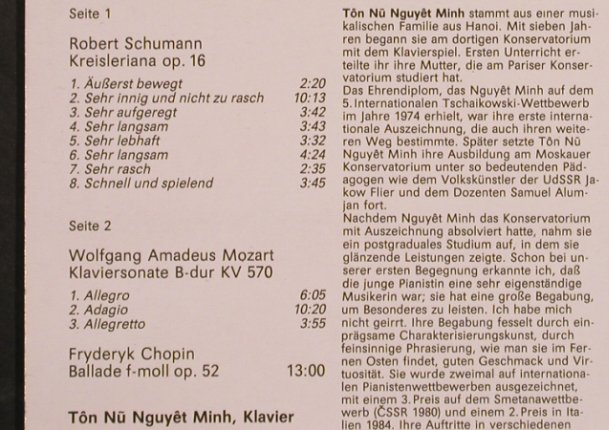 Seite 1
Robert Schumann
Kreisleriana op. 16
1. Äußerst bewegt 2:20
2. Sehr innig und nicht zu rasch 10:13
3. Sehr aufgeregt 3:42
4. Sehr langsam 3:43
5. Sehr lebhaft 3:32
6. Sehr langsam 4:24
7. Sehr rasch 2:35
8. Schnell und spielend 3:45
Seite 2
Wolfgang Amadeus Mozart
Klaviersonate B-dur KV 570
1. Allegro 6:05
2. Adagio 10:20
3. Allegretto 3:55
Fryderyk Chopin
Ballade f-moll op. 52 13:00
Tôn Nũ Nguyêt Minh, Klavier
Tôn Nũ Nguyêt Minh stammt aus einer musi-
kalischen Familie aus Hanoi. Mit sieben Jah-
ren begann sie am dortigen Konservatorium
mit dem Klavierspiel. Ersten Unterricht er-
teilte ihr ihre Mutter, die am Pariser Konser-
vatorium studiert hat.
Das Ehrendiplom, das Nguyêt Minh auf dem
5. Internationalen Tschaikowski-Wettbewerb
im Jahre 1974 erhielt, war ihre erste interna-
tionale Auszeichnung, die auch ihren weite-
ren Weg bestimmte. Später setzte Tôn Nũ
Nguyêt Minh ihre Ausbildung am Moskauer
Konservatorium unter so bedeutenden Päd-
agogen wie dem Volkskünstler der UdSSR Ja-
kow Flier und dem Dozenten Samuel Alum-
jan fort.
Nachdem Nguyêt Minh das Konservatorium
mit Auszeichnung absolviert hatte, nahm sie
ein postgraduales Studium auf, in dem sie
glänzende Leistungen zeigte. Schon bei un-
serer ersten Begegnung erkannte ich, daß
die junge Pianistin eine sehr eigenständige
Musikerin war; sie hat eine große Begabung,
um Besonderes zu leisten. Ich habe mich
nicht geirrt. Ihre Begabung fesselt durch ein-
prägsame Charakterisierungskunst, durch
feinsinnige Phrasierung, wie man sie im Fer-
nen Osten findet, guten Geschmack und Vir-
tuosität. Sie wurde zweimal auf internationa-
len Pianistenwettbewerben ausgezeichnet,
mit einem 3. Preis auf dem Smetanawettbe-
werb (ČSSR 1980) und einem 2. Preis in Ita-
lien 1984. Ihre Auftritte in verschiedenen